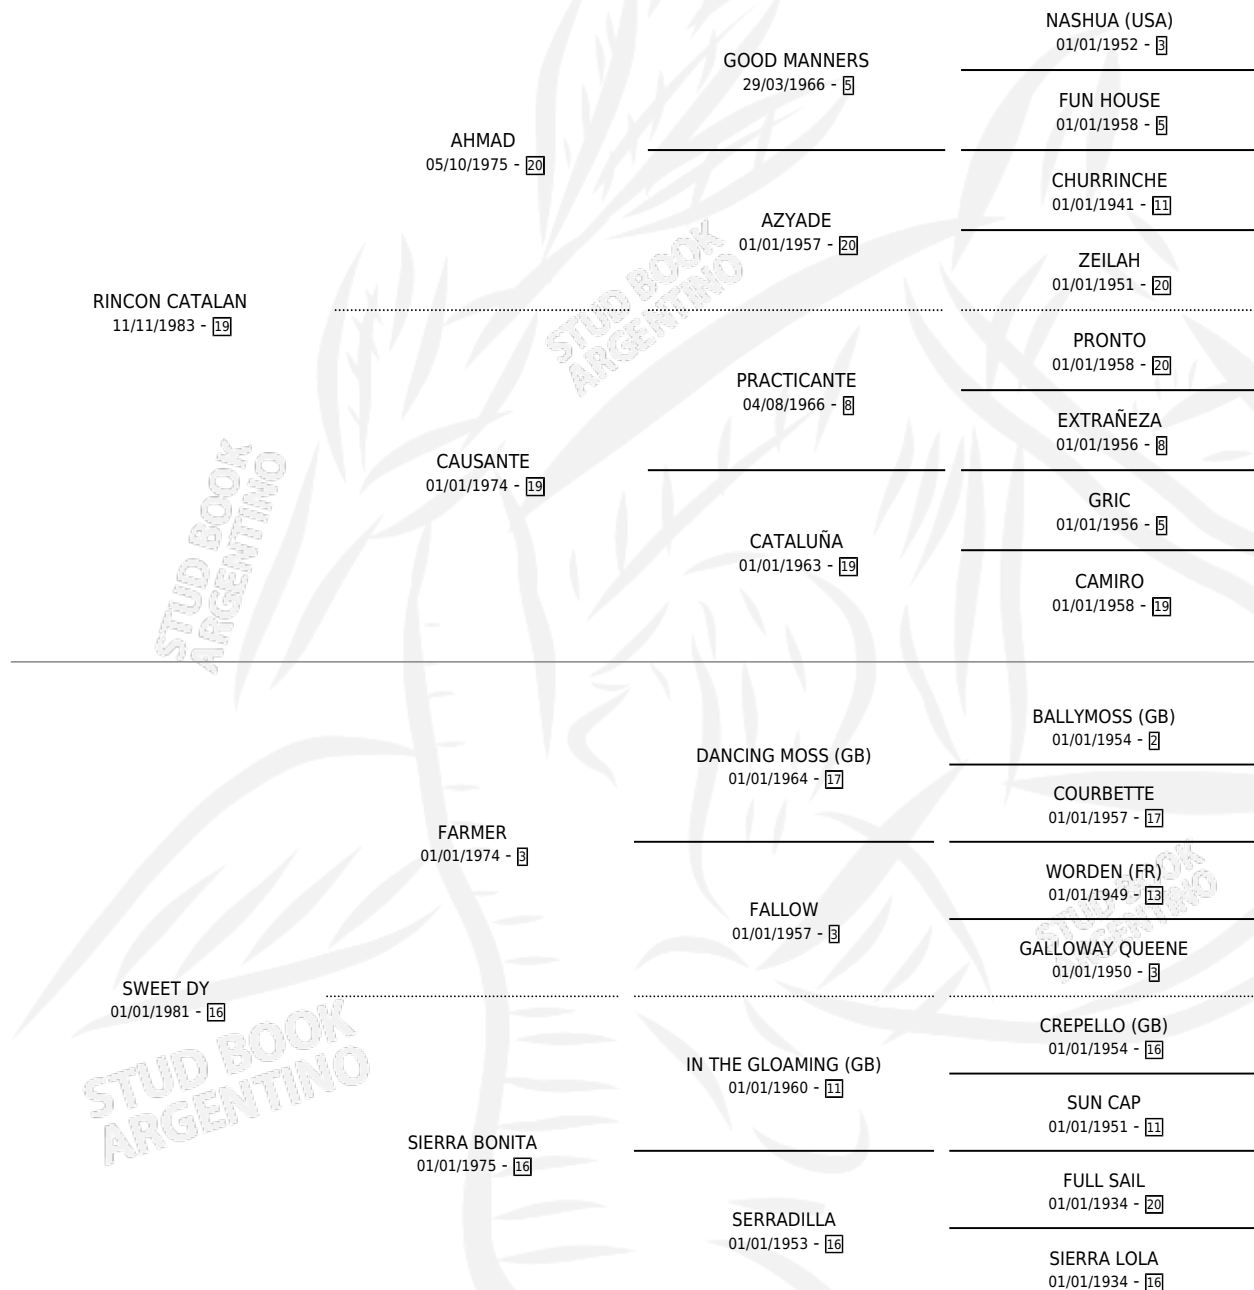 NASHUA (USA)
01/01/1952 - 3
GOOD MANNERS
29/03/1966 - 5
FUN HOUSE
01/01/1958 - 5
AHMAD
05/10/1975 - 20
CHURRINCHE
01/01/1941 - 11
AZYADE
01/01/1957 - 20
ZEILAH
01/01/1951 - 20
RINCON CATALAN
11/11/1983 - 19
STUD BOOK
ARGENTINO
PRONTO
01/01/1958 - 20
PRACTICANTE
04/08/1966 - 8
EXTRAÑEZA
01/01/1956 - 8
CAUSANTE
01/01/1974 - 19
GRIC
01/01/1956 - 5
CATALUÑA
01/01/1963 - 19
CAMIRO
01/01/1958 - 19
STUD BOOK
ARGENTINO
BALLYMOSS (GB)
01/01/1954 - 2
DANCING MOSS (GB)
01/01/1964 - 17
COURBETTE
01/01/1957 - 17
FARMER
01/01/1974 - 3
WORDEN (FR)
01/01/1949 - 13
FALLOW
01/01/1957 - 3
GALLOWAY QUEENE
01/01/1950 - 3
STUD BOOK
ARGENTINO
SWEET DY
01/01/1981 - 16
CREPELLO (GB)
01/01/1954 - 16
IN THE GLOAMING (GB)
01/01/1960 - 11
SUN CAP
01/01/1951 - 11
STUD BOOK
ARGENTINO
SIERRA BONITA
01/01/1975 - 16
FULL SAIL
01/01/1934 - 20
SERRADILLA
01/01/1953 - 16
SIERRA LOLA
01/01/1934 - 16